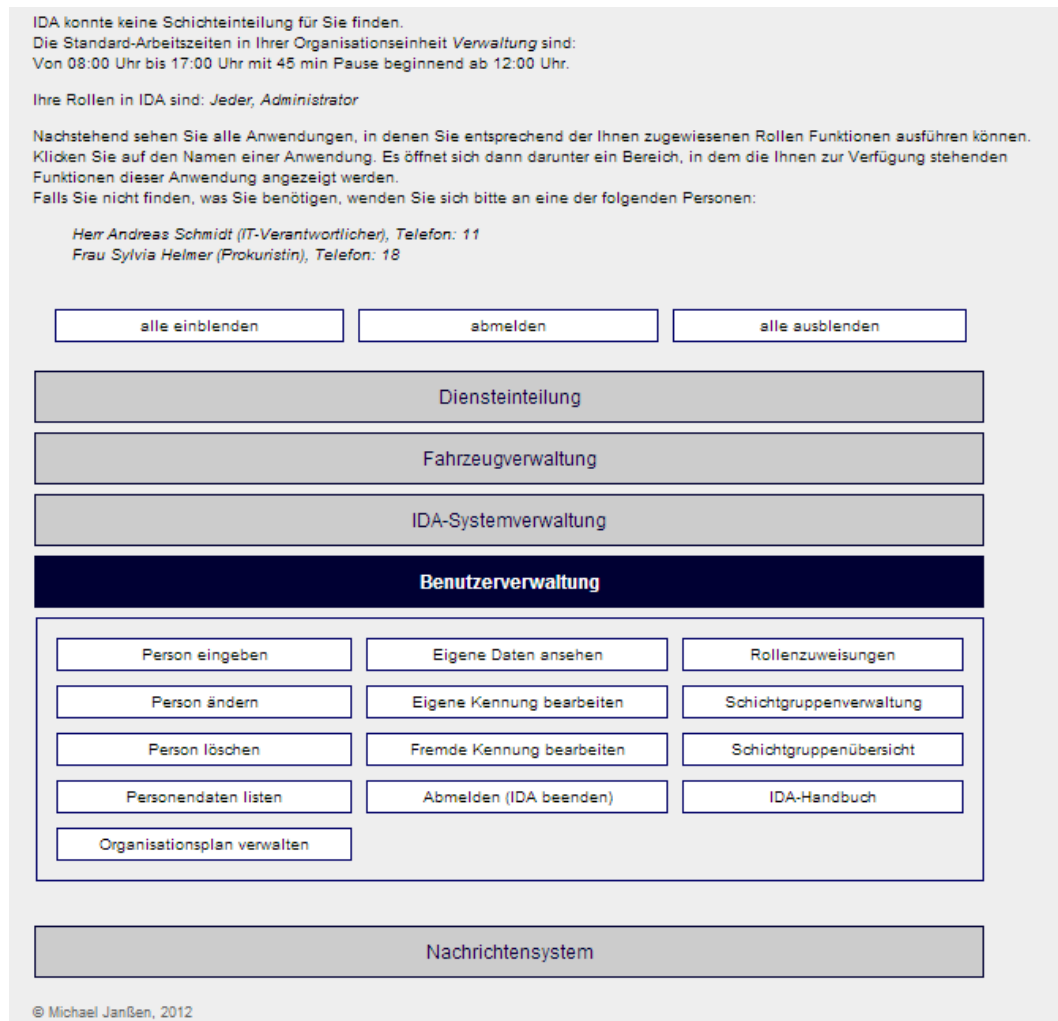 IDA konnte keine Schichteinteilung für Sie finden.
Die Standard-Arbeitszeiten in Ihrer Organisationseinheit Verwaltung sind:
Von 08:00 Uhr bis 17:00 Uhr mit 45 min Pause beginnend ab 12:00 Uhr.
Ihre Rollen in IDA sind: Jeder, Administrator
Nachstehend sehen Sie alle Anwendungen, in denen Sie entsprechend der Ihnen zugewiesenen Rollen Funktionen ausführen können.
Klicken Sie auf den Namen einer Anwendung. Es öffnet sich dann darunter ein Bereich, in dem die Ihnen zur Verfügung stehenden
Funktionen dieser Anwendung angezeigt werden.
Falls Sie nicht finden, was Sie benötigen, wenden Sie sich bitte an eine der folgenden Personen:
Herr Andreas Schmidt (IT-Verantwortlicher), Telefon: 11
Frau Sylvia Helmer (Prokuristin), Telefon: 18
alle einblenden abmelden alle ausblenden
Diensteinteilung
Fahrzeugverwaltung
IDA-Systemverwaltung
Benutzerverwaltung
Person eingeben Eigene Daten ansehen Rollenzuweisungen
Person ändern Eigene Kennung bearbeiten Schichtgruppenverwaltung
Person löschen Fremde Kennung bearbeiten Schichtgruppenübersicht
Personendaten listen Abmelden (IDA beenden) IDA-Handbuch
Organisationsplan verwalten
Nachrichtensystem
© Michael Janßen, 2012